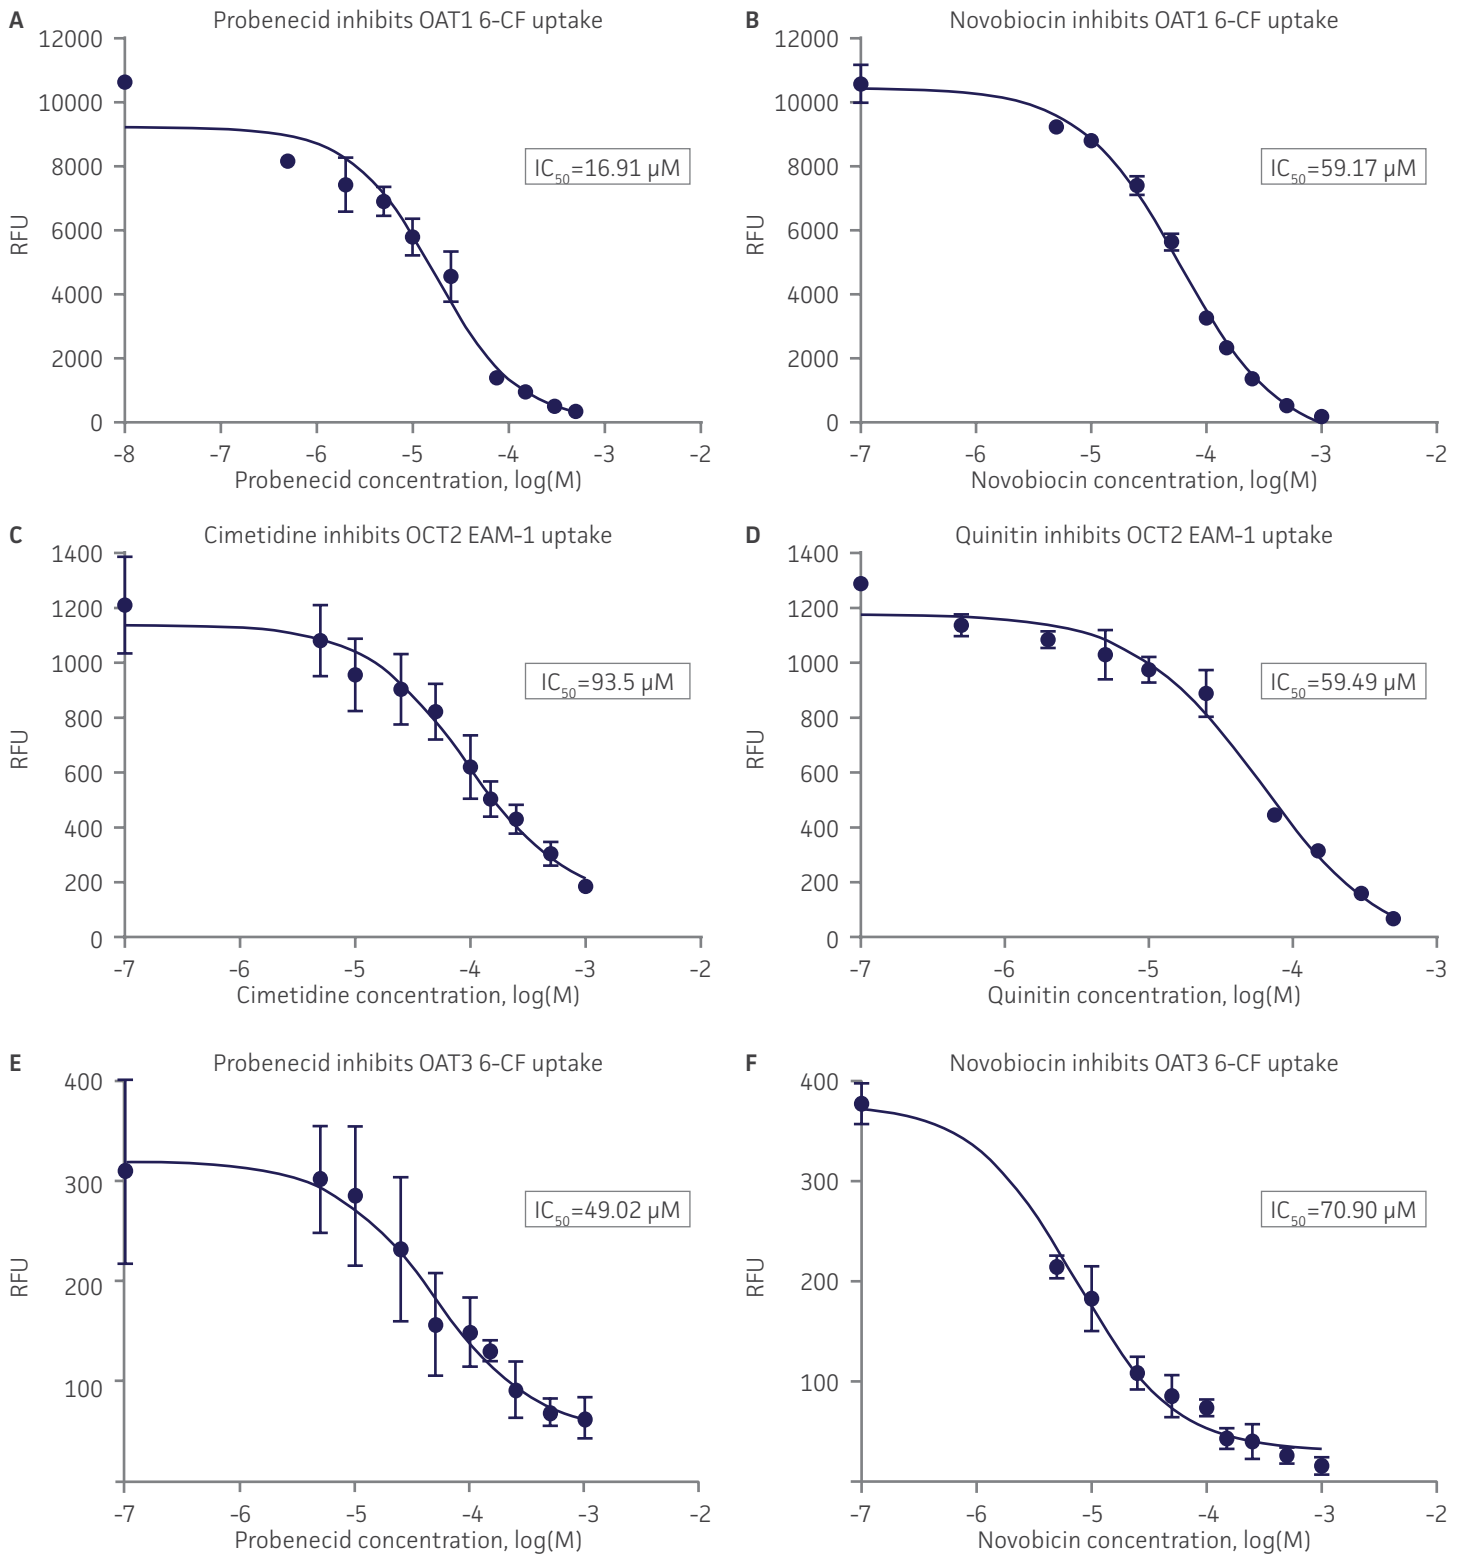 A Probenecid inhibits OAT1 6-CF uptake
12000
10000
8000
6000
4000
2000
0
RFU
IC50=16.91 µM
-8 -7 -6 -5 -4 -3 -2
Probenecid concentration, log(M)
B Novobiocin inhibits OAT1 6-CF uptake
12000
10000
8000
6000
4000
2000
0
RFU
IC50=59.17 µM
-7 -6 -5 -4 -3 -2
Novobiocin concentration, log(M)
C Cimetidine inhibits OCT2 EAM-1 uptake
1400
1200
1000
800
600
400
200
0
RFU
IC50=93.5 µM
-7 -6 -5 -4 -3 -2
Cimetidine concentration, log(M)
D Quinitin inhibits OCT2 EAM-1 uptake
1400
1200
1000
800
600
400
200
0
RFU
IC50=59.49 µM
-7 -6 -5 -4 -3
Quinitin concentration, log(M)
E Probenecid inhibits OAT3 6-CF uptake
400
300
200
100
RFU
IC50=49.02 µM
-7 -6 -5 -4 -3 -2
Probenecid concentration, log(M)
F Novobiocin inhibits OAT3 6-CF uptake
400
300
200
100
RFU
IC50=70.90 µM
-7 -6 -5 -4 -3 -2
Novobicin concentration, log(M)